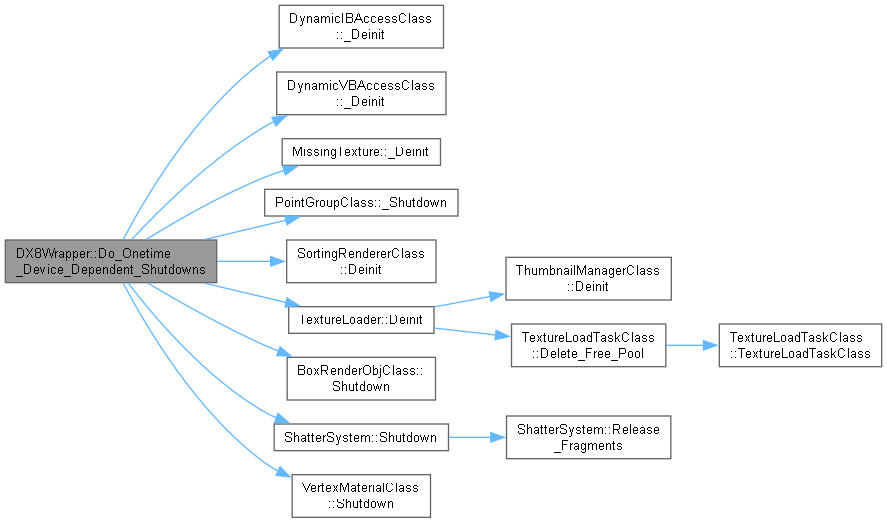 DynamicIBAccessClass
::_Deinit
DynamicVBAccessClass
::_Deinit
MissingTexture::_Deinit
PointGroupClass::_Shutdown
DX8Wrapper::Do_Onetime
_Device_Dependent_Shutdowns
SortingRendererClass
::Deinit
ThumbnailManagerClass
::Deinit
TextureLoader::Deinit
TextureLoadTaskClass
::Delete_Free_Pool
TextureLoadTaskClass
::TextureLoadTaskClass
BoxRenderObjClass::
Shutdown
ShatterSystem::Shutdown
ShatterSystem::Release
_Fragments
VertexMaterialClass
::Shutdown